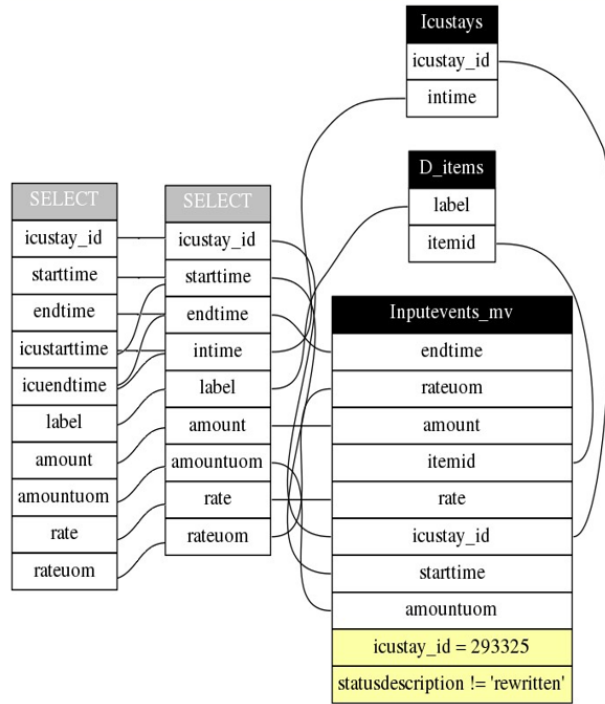 Icustays
icustay_id
intime
D_items
label
itemid
SELECT
icustay_id
starttime
endtime
icustarttime
icuendtime
label
amount
amountuom
rate
rateuom
SELECT
icustay_id
starttime
endtime
intime
label
amount
amountuom
rate
rateuom
Inputevents_mv
endtime
rateuom
amount
itemid
rate
icustay_id
starttime
amountuom
icustay_id = 293325
statusdescription != 'rewritten'